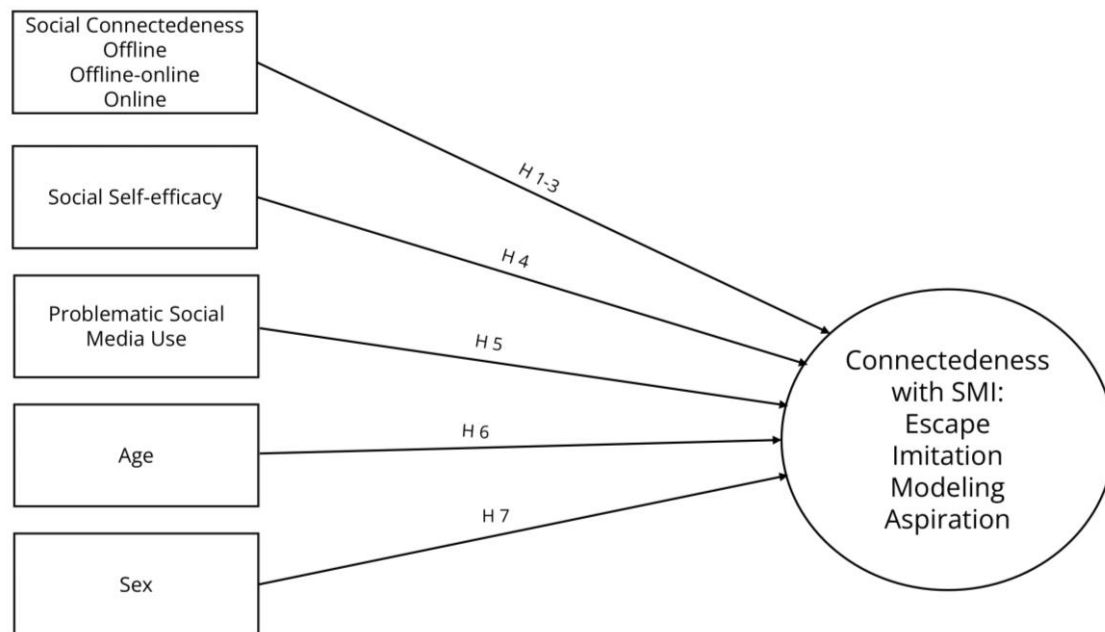 Social Connectedeness
Offline
Offline-online
Online
H 1-3
Social Self-efficacy
H 4
Problematic Social
Media Use
H 5
Age
H 6
Sex
H 7
Connectedeness
with SMI:
Escape
Imitation
Modeling
Aspiration